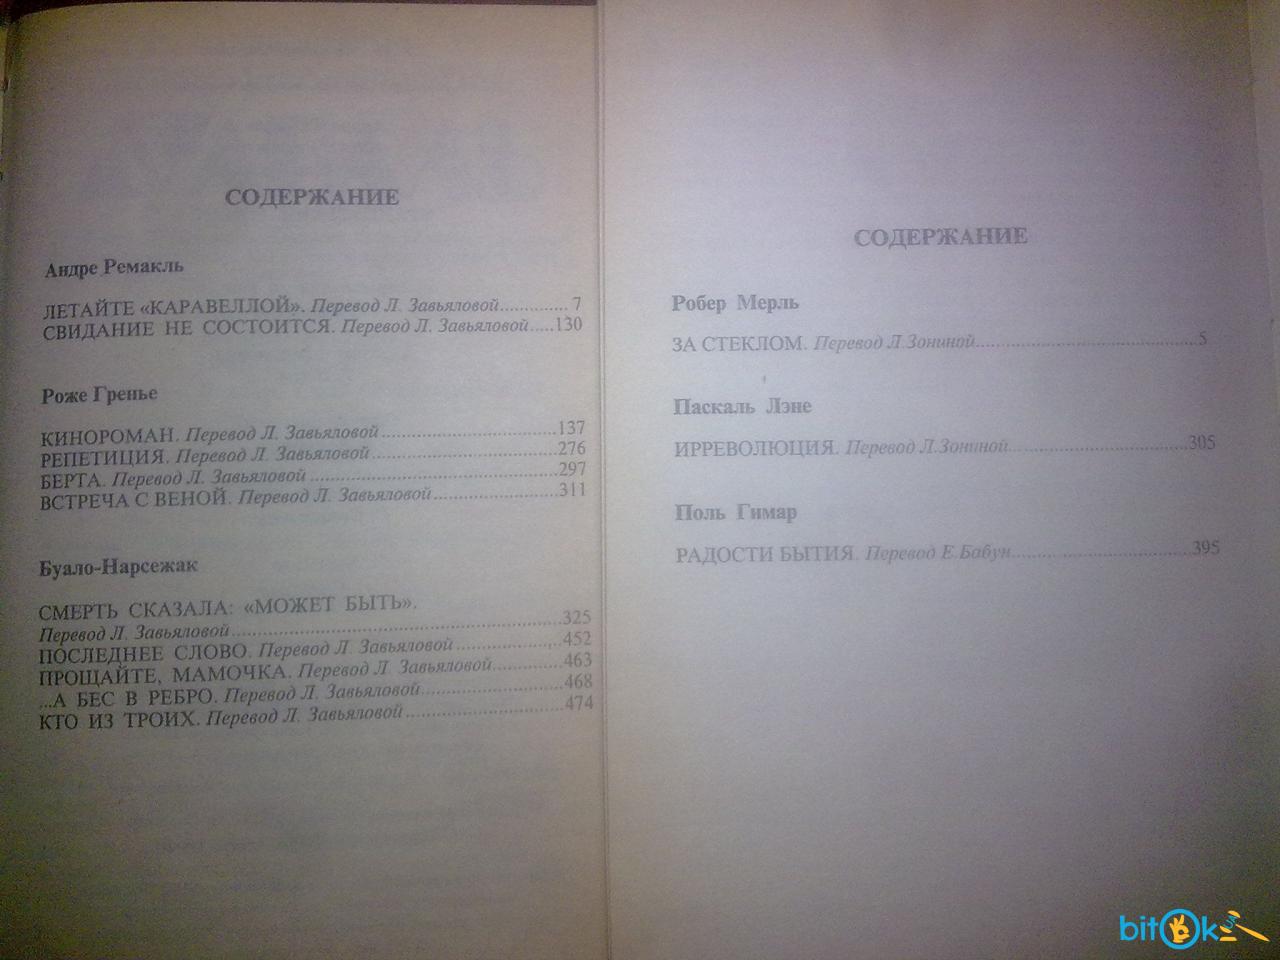 СОДЕРЖАНИЕ
Андре Ремакль
ЛЕТАЙТЕ «КАРАВЕЛЛОЙ». Перевод Л. Завьяловой.............7
СВИДАНИЕ НЕ СОСТОИТСЯ. Перевод Л. Завьяловой.....130
Роже Гренье
КИНОРОМАН. Перевод Л. Завьяловой..............................137
РЕПЕТИЦИЯ. Перевод Л. Завьяловой................................276
БЕРТА. Перевод Л. Завьяловой..........................................297
ВСТРЕЧА С ВЕНОЙ. Перевод Л. Завьяловой......................311
Буало-Нарсежак
СМЕРТЬ СКАЗАЛА: «МОЖЕТ БЫТЬ».
Перевод Л. Завьяловой.......................................................325
ПОСЛЕДНЕЕ СЛОВО. Перевод Л. Завьяловой..................452
ПРОЩАЙТЕ, МАМОЧКА. Перевод Л. Завьяловой............463
...А БЕС В РЕБРО. Перевод Л. Завьяловой........................468
КТО ИЗ ТРОИХ. Перевод Л. Завьяловой...........................474
СОДЕРЖАНИЕ
Робер Мерль
ЗА СТЕКЛОМ. Перевод Л.Зониной.......................................5
Паскаль Лэне
ИРРЕВОЛЮЦИЯ. Перевод Л.Зониной................................305
Поль Гимар
РАДОСТИ БЫТИЯ. Перевод Е.Бабун................................395
bitOk UA